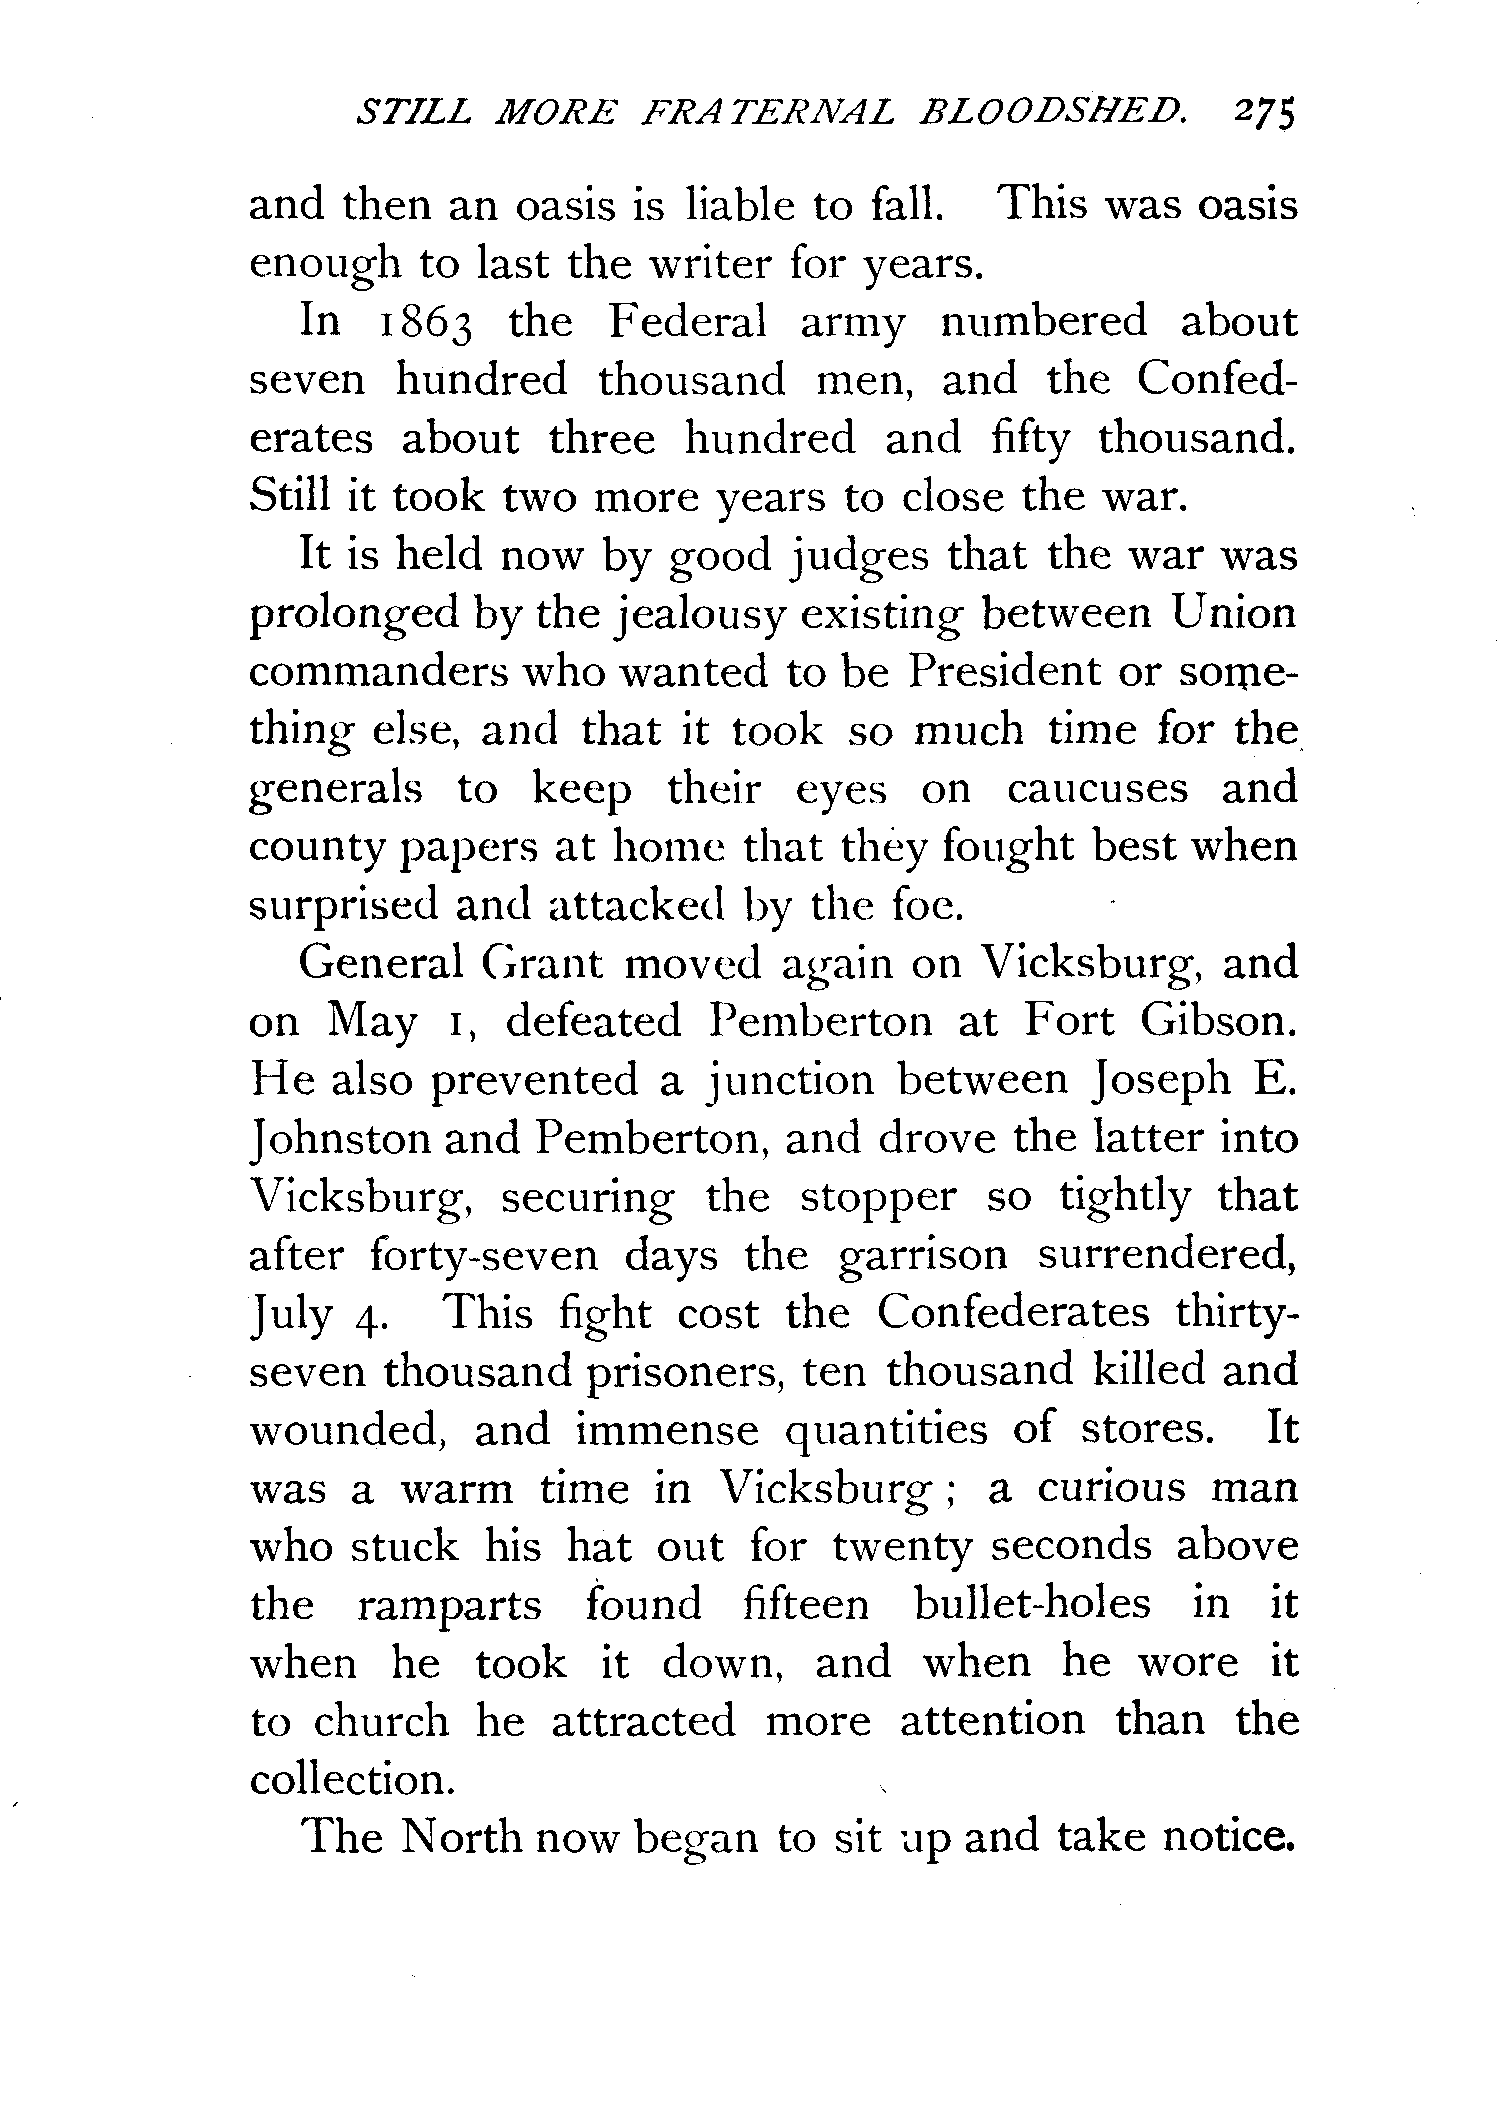 STILL MORE FRATERNAL BLOODSHED. 275
and then an oasis is liable to fall. This was oasis
enough to last the writer for years.
In 1863 the Federal army numbered about
seven hundred thousand men, and the Confed-
erates about three hundred and fifty thousand.
Still it took two more years to close the war.
It is held now by good judges that the war was
prolonged by the jealousy existing between Union
commanders who wanted to be President or some-
thing else, and that it took so much time for the
generals to keep their eyes on caucuses and
county papers at home that they fought best when
surprised and attacked by the foe.
General Grant moved again on Vicksburg, and
on May 1, defeated Pemberton at Fort Gibson.
He also prevented a junction between Joseph E.
Johnston and Pemberton, and drove the latter into
Vicksburg, securing the stopper so tightly that
after forty-seven days the garrison surrendered,
July 4. This fight cost the Confederates thirty-
seven thousand prisoners, ten thousand killed and
wounded, and immense quantities of stores. It
was a warm time in Vicksburg ; a curious man
who stuck his hat out for twenty seconds above
the ramparts found fifteen bullet-holes in it
when he took it down, and when he wore it
to church he attracted more attention than the
collection.
The North now began to sit up and take notice.